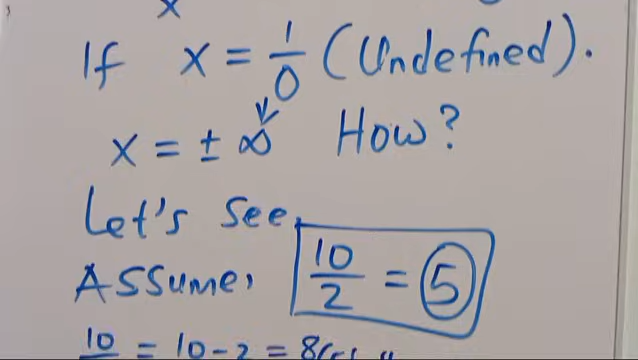 x
If x = 1/0 (Undefined).
x = ± ∞ How?
Let's see,
Assume, 10/2 = 5
10 = 10-2 = 8